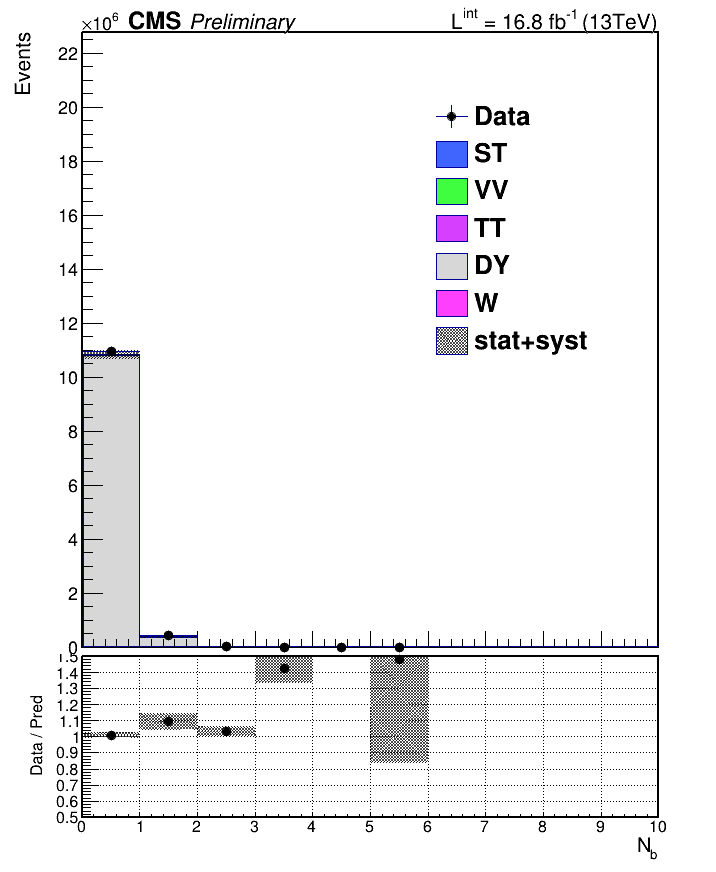 ×10⁶ CMS Preliminary L^int = 16.8 fb⁻¹ (13TeV)
Events
22
20
18
16
14
12
10
8
6
4
2
0
Data
ST
VV
TT
DY
W
stat+syst
Data / Pred
1.5
1.4
1.3
1.2
1.1
1
0.9
0.8
0.7
0.6
0.5
0 1 2 3 4 5 6 7 8 9 10
N_b